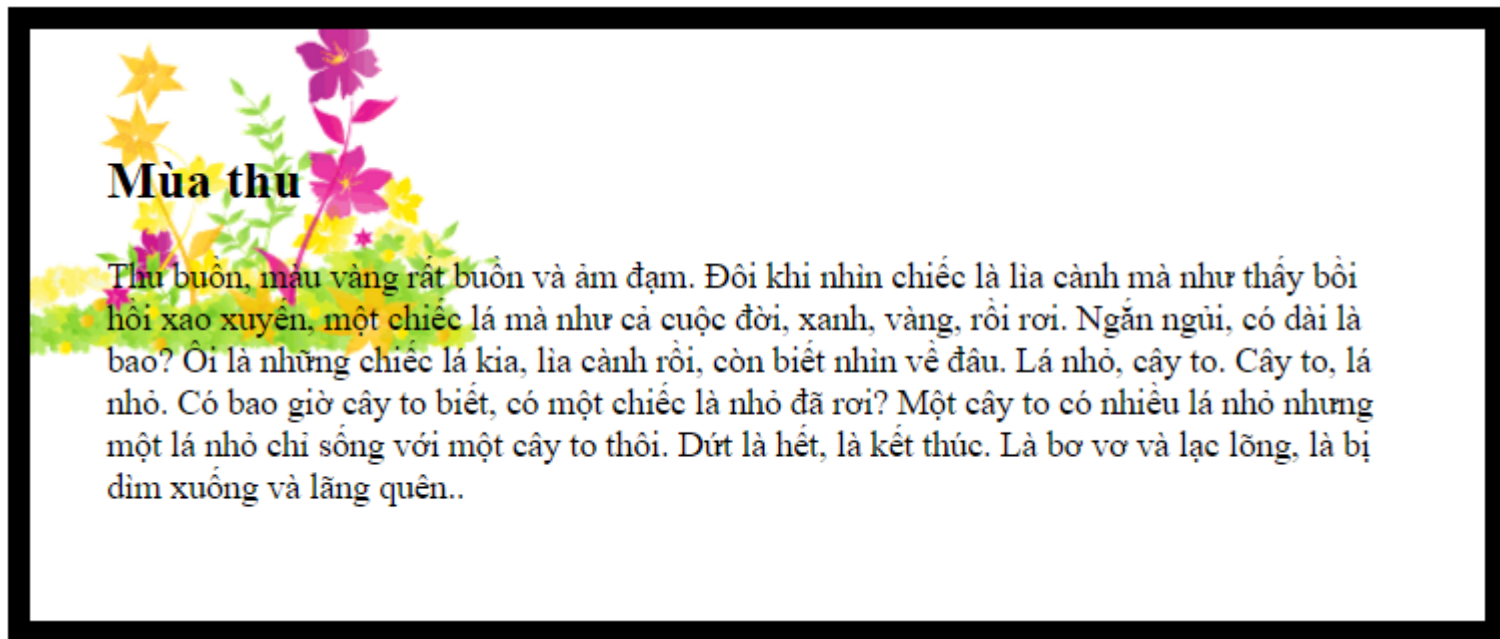 Mùa thu
Thu buồn, màu vàng rất buồn và ảm đạm. Đôi khi nhìn chiếc là lìa cành mà như thấy bồi
hồi xao xuyến, một chiếc lá mà như cả cuộc đời, xanh, vàng, rồi rơi. Ngắn ngủi, có dài là
bao? Ôi là những chiếc lá kia, lìa cành rồi, còn biết nhìn về đâu. Lá nhỏ, cây to. Cây to, lá
nhỏ. Có bao giờ cây to biết, có một chiếc là nhỏ đã rơi? Một cây to có nhiều lá nhỏ nhưng
một lá nhỏ chỉ sống với một cây to thôi. Dứt là hết, là kết thúc. Là bơ vơ và lạc lõng, là bị
dìm xuống và lãng quên..